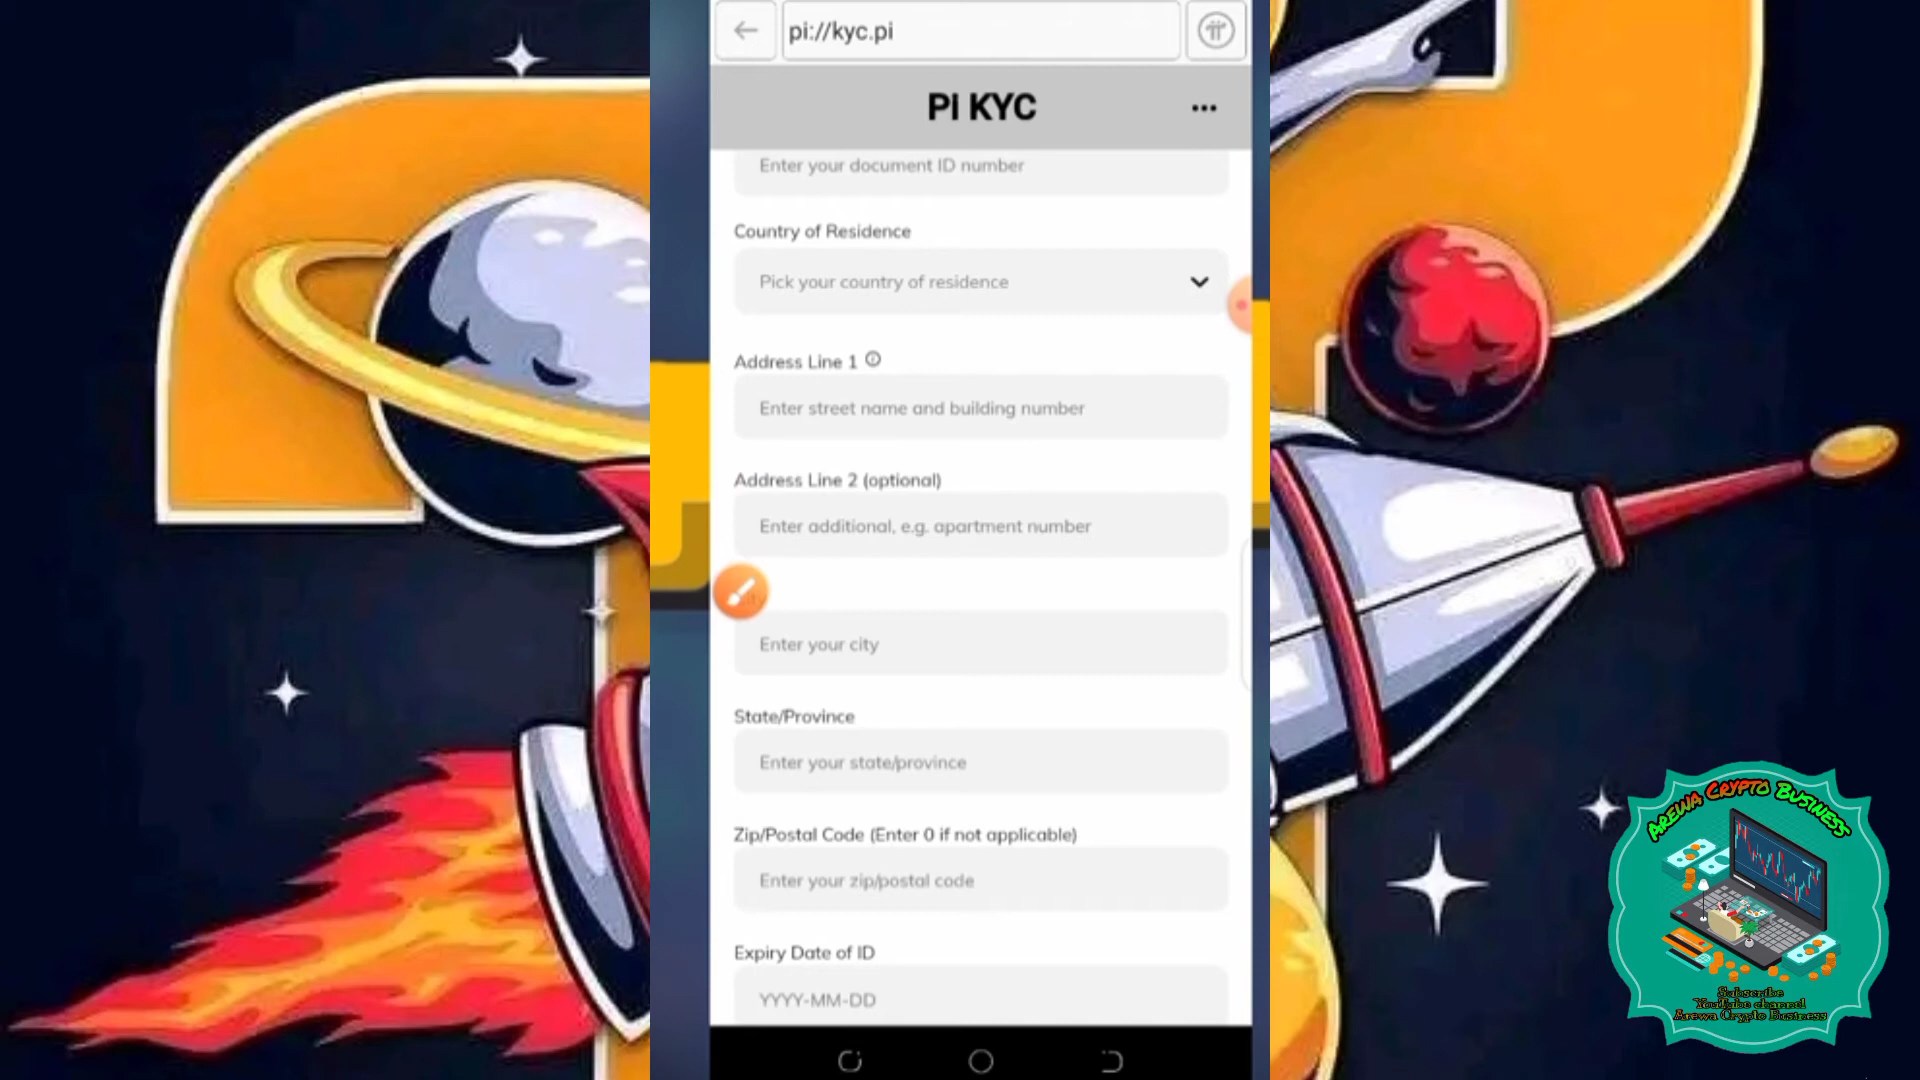 pi://kyc.pi
PI KYC
Enter your document ID number
Country of Residence
Pick your country of residence
Address Line 1
Enter street name and building number
Address Line 2 (optional)
Enter additional, e.g. apartment number
Enter your city
State/Province
Enter your state/province
Zip/Postal Code (Enter 0 if not applicable)
Enter your zip/postal code
Expiry Date of ID
YYYY-MM-DD
AREWA CRYPTO BUSINESS
Subscribe
YouTube channel
Arewa Crypto Business